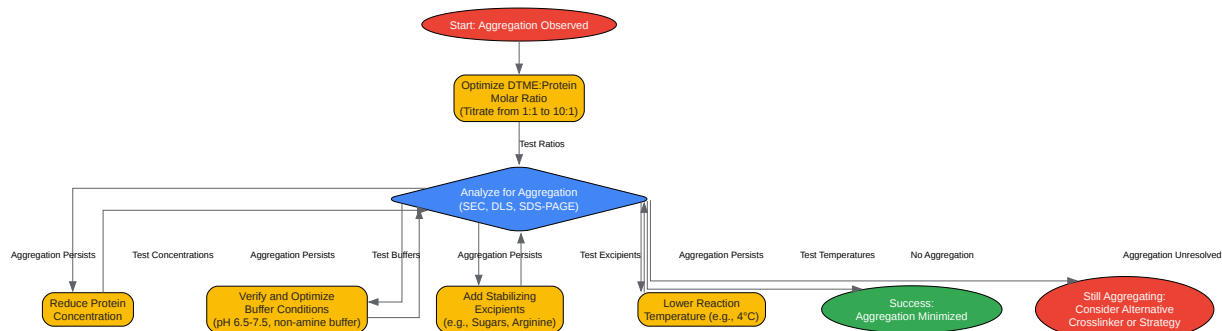 Start: Aggregation Observed
Optimize DTME:Protein
Molar Ratio
(Titrate from 1:1 to 10:1)
Test Ratios
Analyze for Aggregation
(SEC, DLS, SDS-PAGE)
Aggregation Persists
Test Concentrations
Aggregation Persists
Test Buffers
Aggregation Persists
Test Excipients
Aggregation Persists
Test Temperatures
No Aggregation
Aggregation Unresolved
Reduce Protein
Concentration
Verify and Optimize
Buffer Conditions
(pH 6.5-7.5, non-amine buffer)
Add Stabilizing
Excipients
(e.g., Sugars, Arginine)
Lower Reaction
Temperature (e.g., 4°C)
Success:
Aggregation Minimized
Still Aggregating:
Consider Alternative
Crosslinker or Strategy